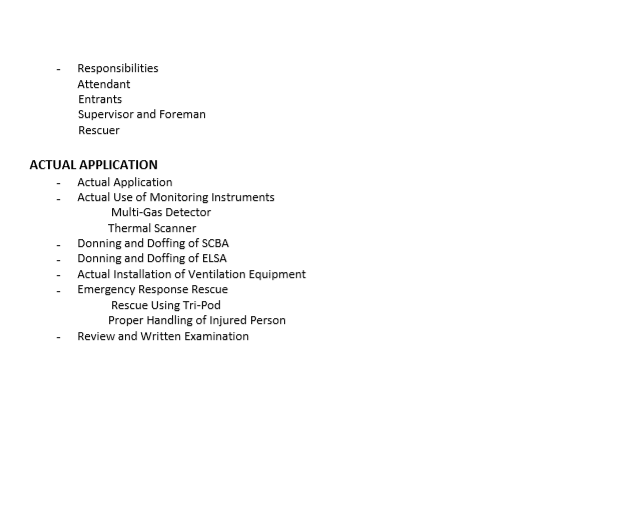 - Responsibilities
Attendant
Entrants
Supervisor and Foreman
Rescuer
ACTUAL APPLICATION
- Actual Application
- Actual Use of Monitoring Instruments
Multi-Gas Detector
Thermal Scanner
- Donning and Doffing of SCBA
- Donning and Doffing of ELSA
- Actual Installation of Ventilation Equipment
- Emergency Response Rescue
Rescue Using Tri-Pod
Proper Handling of Injured Person
- Review and Written Examination